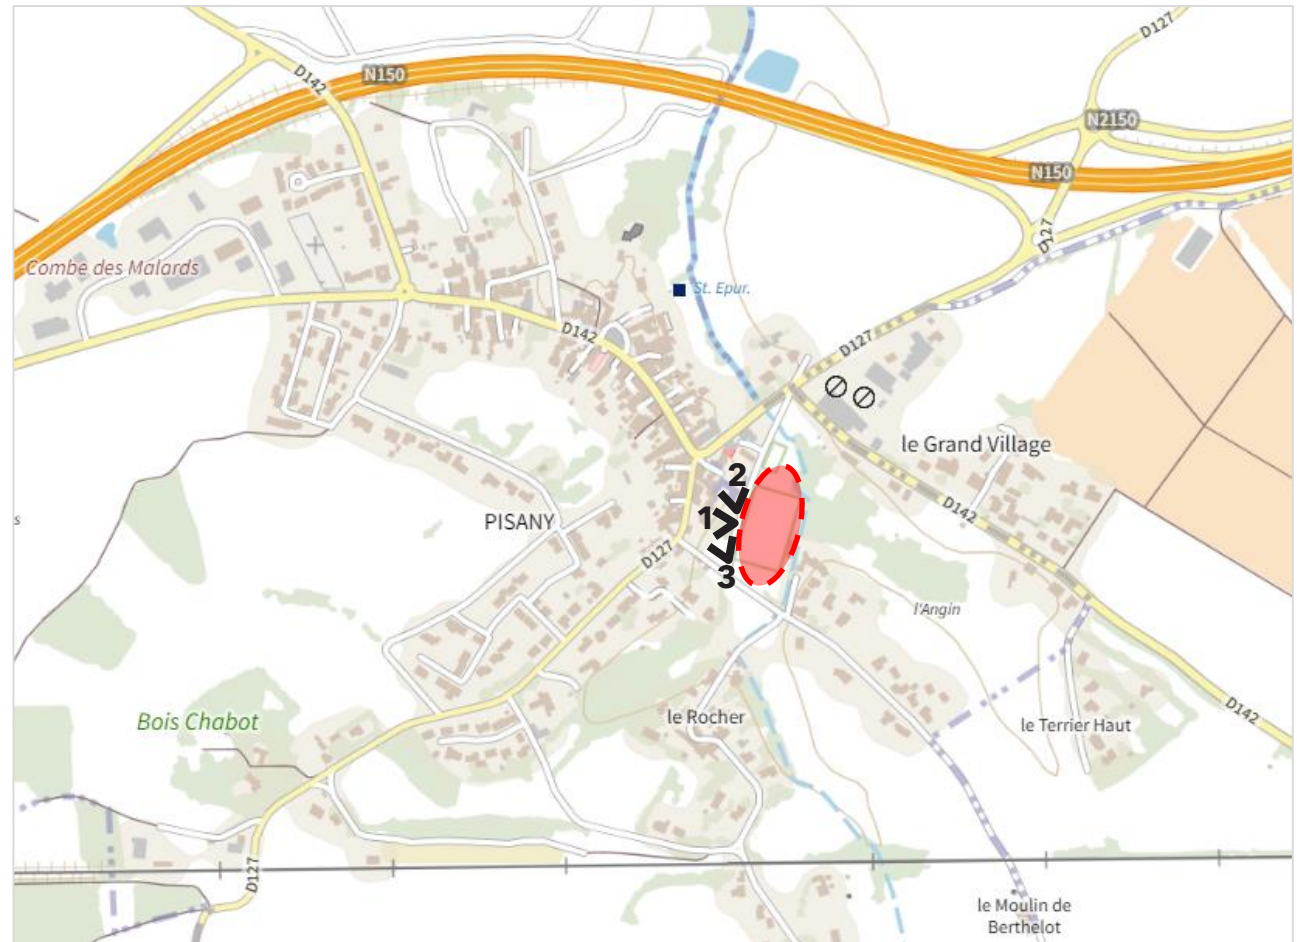 D127
D142
N150
N2150
N150
D127
Combe des Malards
St. Epur.
D142
D127
le Grand Village
2
1
PISANY
D142
D127
3
l'Angin
Bois Chabot
le Rocher
le Terrier Haut
D142
D127
le Moulin de
Berthelot